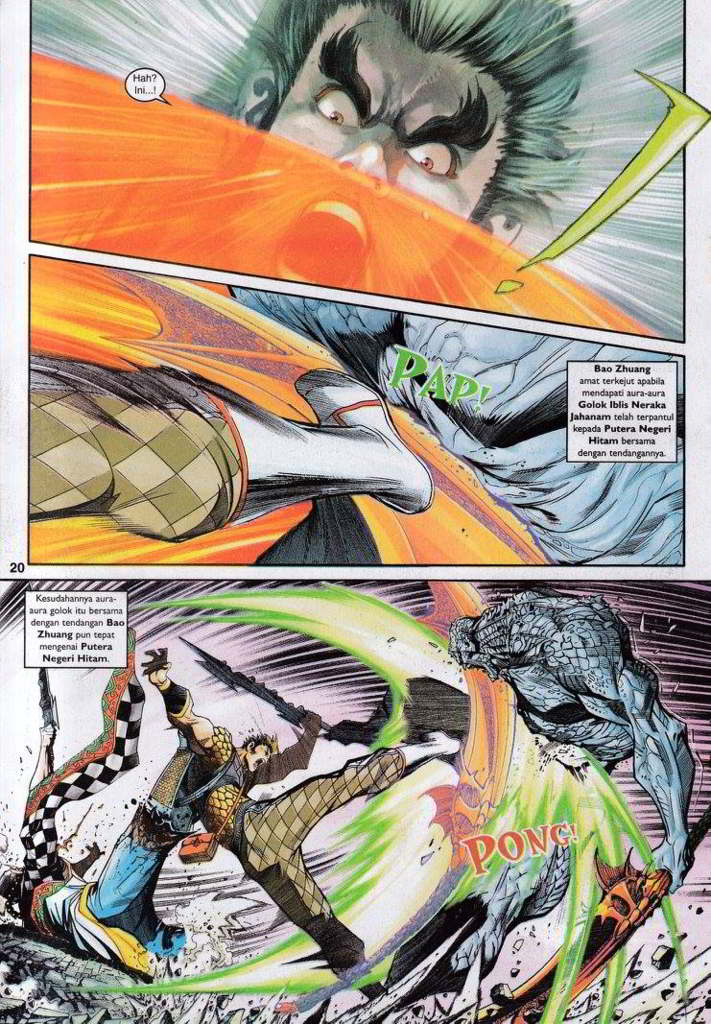 Hah?
Ini...!
PAP!
Bao Zhuang
amat terkejut apabila
mendapati aura-aura
Golok Iblis Neraka
Jahanam telah terpantul
kepada Putera Negeri
Hitam bersama
dengan tendangannya.
20
Kesudahannya aura-
aura golok itu bersama
dengan tendangan Bao
Zhuang pun tepat
mengenai Putera
Negeri Hitam.
PONG!